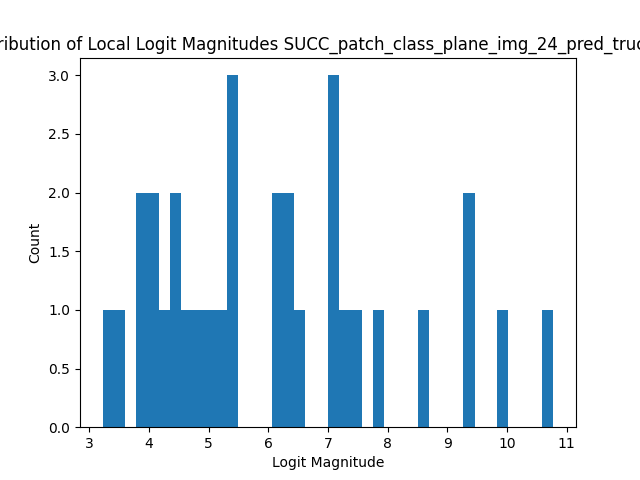 ribution of Local Logit Magnitudes SUCC_patch_class_plane_img_24_pred_truc
3.0
2.5
2.0
1.5
1.0
0.5
0.0
Count
3 4 5 6 7 8 9 10 11
Logit Magnitude